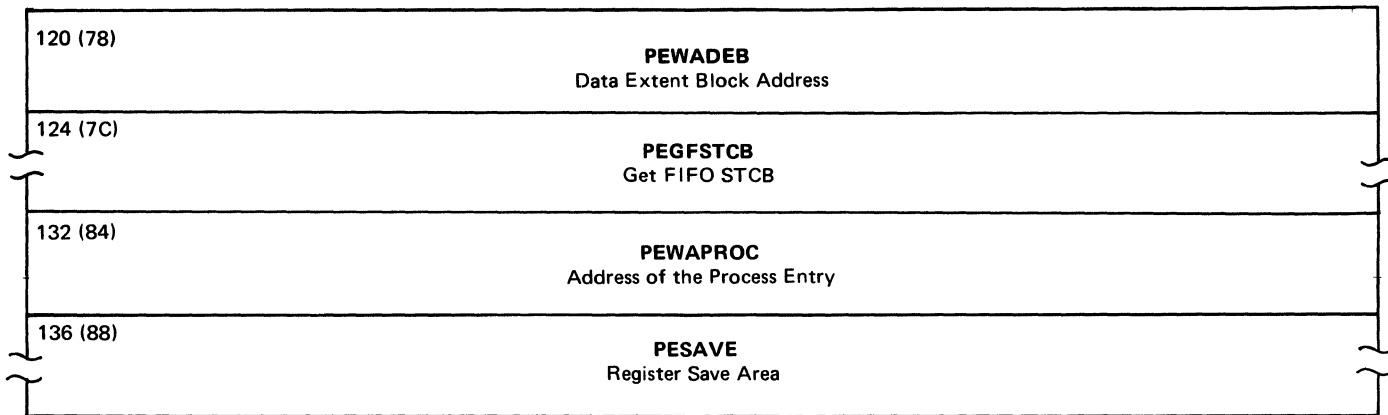 120 (78)
PEWADEB
Data Extent Block Address
124 (7C)
PEGFSTCB
Get FIFO STCB
132 (84)
PEWAPROC
Address of the Process Entry
136 (88)
PESAVE
Register Save Area